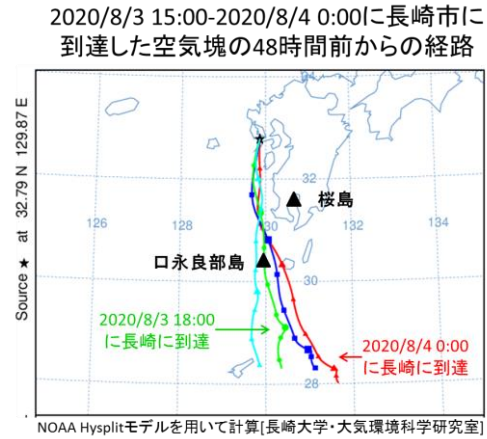 2020/8/3 15:00-2020/8/4 0:00に長崎市に
到達した空気塊の48時間前からの経路
Source ★ at 32.79 N 129.87 E
32
桜島
126
128
130
132
134
口永良部島
30
2020/8/3 18:00
に長崎に到達
2020/8/4 0:00
に長崎に到達
28
NOAA Hysplitモデルを用いて計算[長崎大学・大気環境科学研究室]